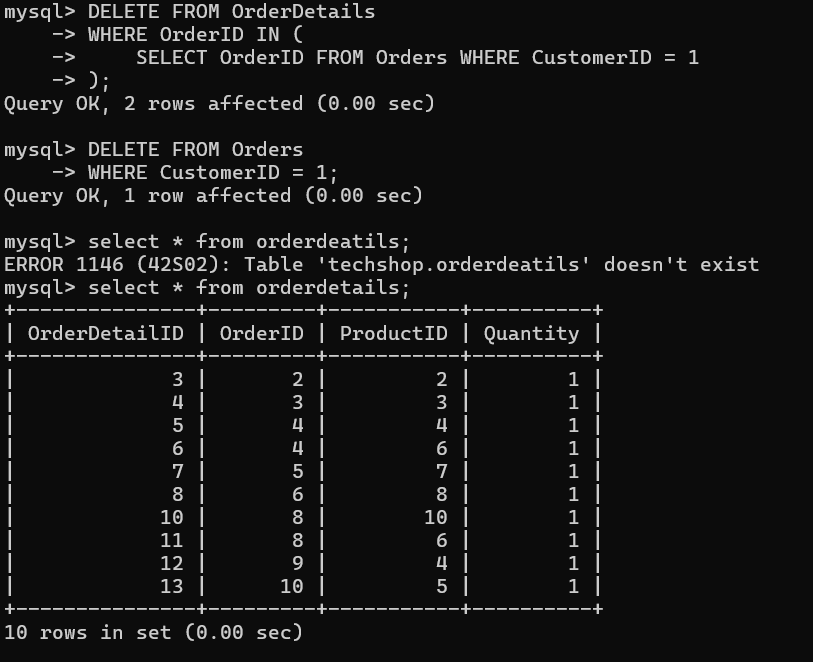 mysql> DELETE FROM OrderDetails
    -> WHERE OrderID IN (
    ->     SELECT OrderID FROM Orders WHERE CustomerID = 1
    -> );
Query OK, 2 rows affected (0.00 sec)

mysql> DELETE FROM Orders
    -> WHERE CustomerID = 1;
Query OK, 1 row affected (0.00 sec)

mysql> select * from orderdeatils;
ERROR 1146 (42S02): Table 'techshop.orderdeatils' doesn't exist
mysql> select * from orderdetails;
+---------------+---------+-----------+----------+
| OrderDetailID | OrderID | ProductID | Quantity |
+---------------+---------+-----------+----------+
|             3 |       2 |         2 |        1 |
|             4 |       3 |         3 |        1 |
|             5 |       4 |         4 |        1 |
|             6 |       4 |         6 |        1 |
|             7 |       5 |         7 |        1 |
|             8 |       6 |         8 |        1 |
|            10 |       8 |        10 |        1 |
|            11 |       8 |         6 |        1 |
|            12 |       9 |         4 |        1 |
|            13 |      10 |         5 |        1 |
+---------------+---------+-----------+----------+
10 rows in set (0.00 sec)